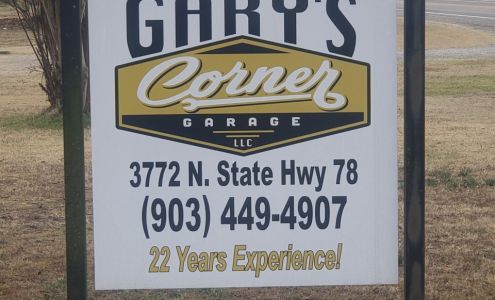 GARY'S
Corner
GARAGE
LLC
3772 N. State Hwy 78
(903) 449-4907
22 Years Experience!